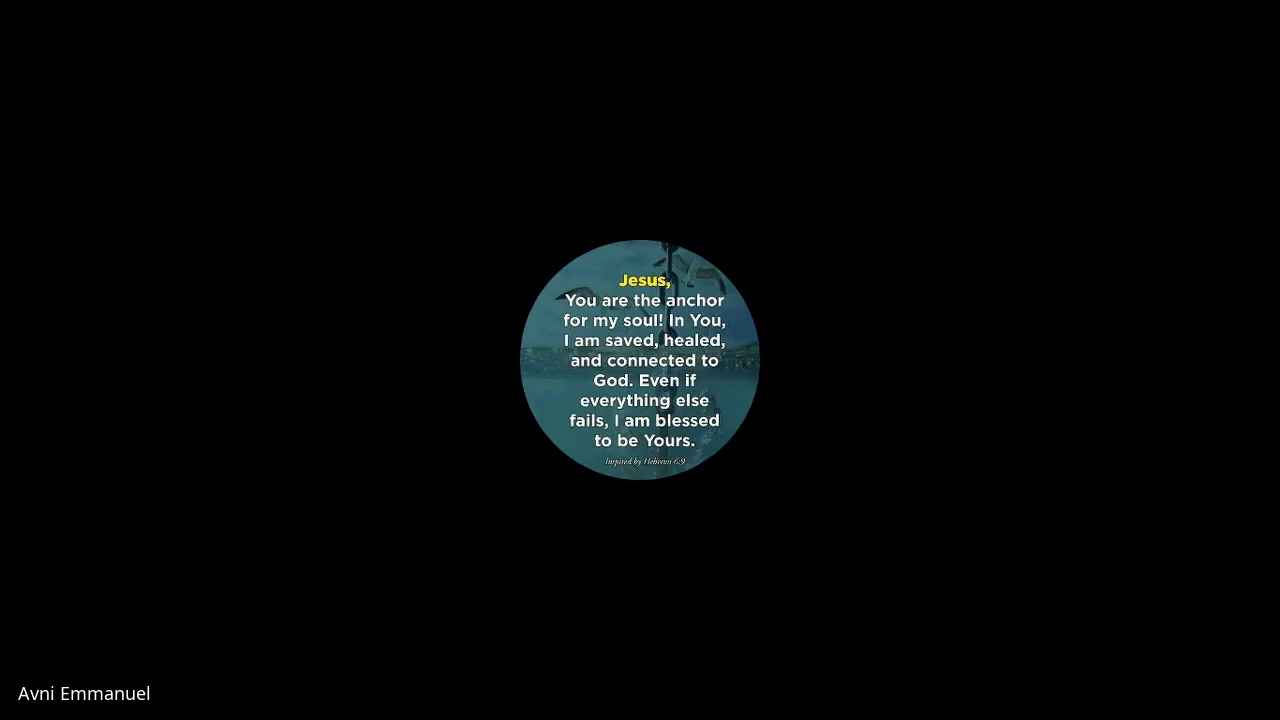 Jesus,
You are the anchor
for my soul! In You,
I am saved, healed,
and connected to
God. Even if
everything else
fails, I am blessed
to be Yours.
Inspired by Hebrews 6:9
Avni Emmanuel